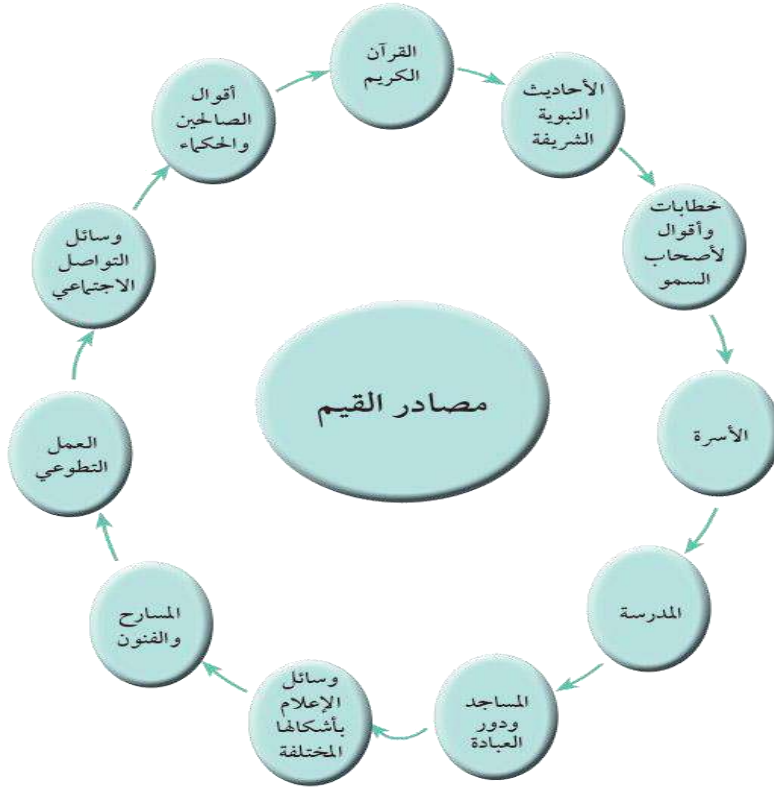 القرآن
الكريم
الأحاديث
النبوية
الشريفة
خطابات
وأقوال
لأصحاب
السمو
الأسرة
المدرسة
المساجد
ودور
العبادة
وسائل
الإعلام
بأشكالها
المختلفة
المسارح
والفنون
العمل
التطوعي
وسائل
التواصل
الاجتماعي
أقوال
الصالحين
والحكماء
مصادر القيم